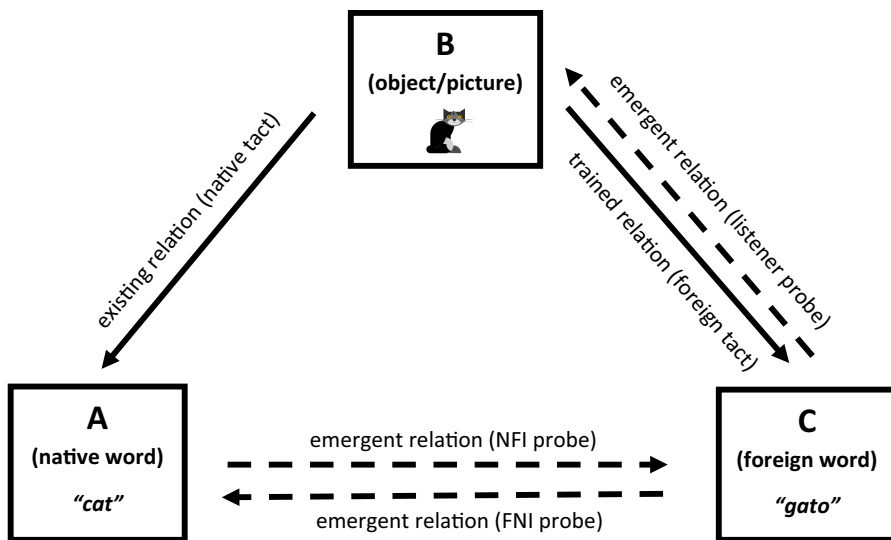 B
(object/picture)
existing relation (native tact)
emergent relation (listener probe)
trained relation (foreign tact)
A
(native word)
“cat”
emergent relation (NFI probe)
emergent relation (FNI probe)
C
(foreign word)
“gato”